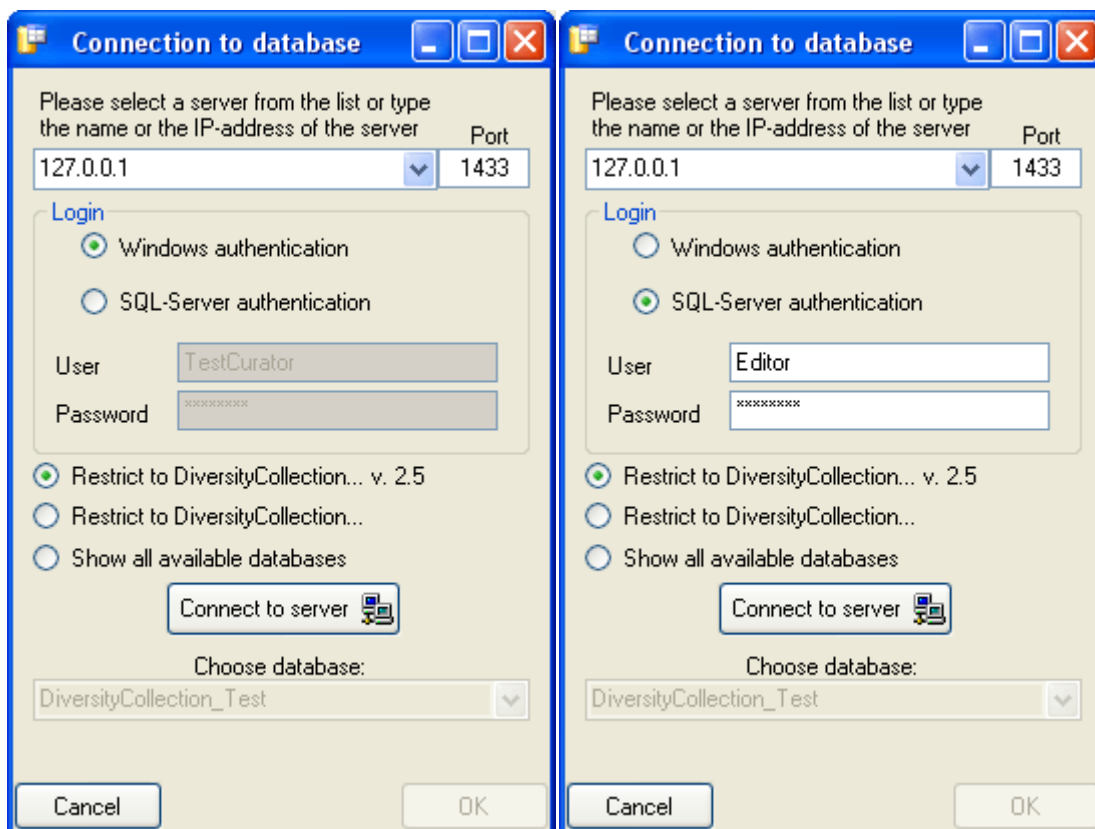 Connection to database
Please select a server from the list or type
the name or the IP-address of the server
Port
127.0.0.1
1433
Login
Windows authentication
SQL-Server authentication
User
TestCurator
Password
********
Restrict to DiversityCollection... v. 2.5
Restrict to DiversityCollection...
Show all available databases
Connect to server
Choose database:
DiversityCollection_Test
Cancel
OK
Connection to database
Please select a server from the list or type
the name or the IP-address of the server
Port
127.0.0.1
1433
Login
Windows authentication
SQL-Server authentication
User
Editor
Password
********
Restrict to DiversityCollection... v. 2.5
Restrict to DiversityCollection...
Show all available databases
Connect to server
Choose database:
DiversityCollection_Test
Cancel
OK